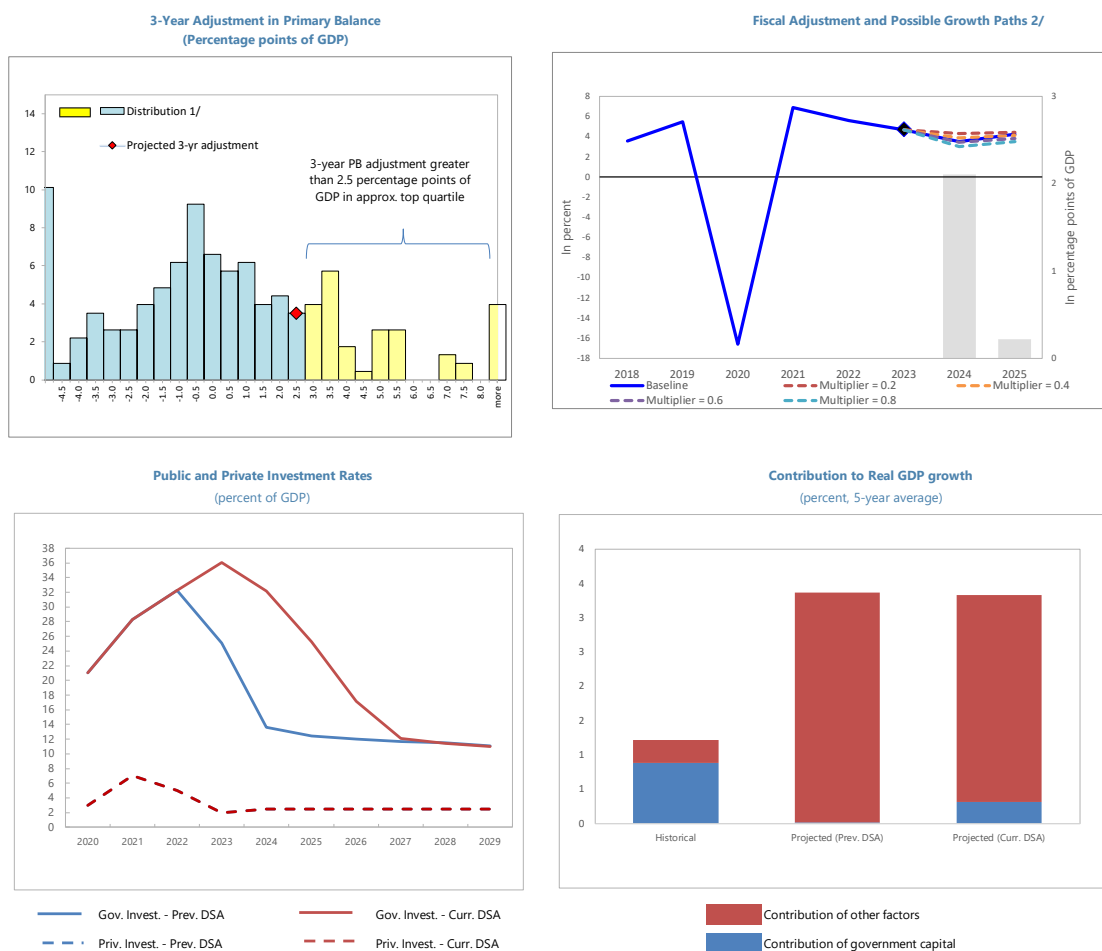 3-Year Adjustment in Primary Balance
(Percentage points of GDP)
Distribution 1/
Projected 3-yr adjustment
3-year PB adjustment greater
than 2.5 percentage points of
GDP in approx. top quartile
14
12
10
8
6
4
2
0
-4.5 -4.0 -3.5 -3.0 -2.5 -2.0 -1.5 -1.0 -0.5 0.0 0.5 1.0 1.5 2.0 2.5 3.0 3.5 4.0 4.5 5.0 5.5 6.0 6.5 7.0 7.5 8.0 more
Fiscal Adjustment and Possible Growth Paths 2/
In percent
8
6
4
2
0
-2
-4
-6
-8
-10
-12
-14
-16
-18
3
2
1
0
In percentage points of GDP
2018 2019 2020 2021 2022 2023 2024 2025
Baseline Multiplier = 0.2 Multiplier = 0.4
Multiplier = 0.6 Multiplier = 0.8
Public and Private Investment Rates
(percent of GDP)
38
36
34
32
30
28
26
24
22
20
18
16
14
12
10
8
6
4
2
0
2020 2021 2022 2023 2024 2025 2026 2027 2028 2029
Gov. Invest. - Prev. DSA Gov. Invest. - Curr. DSA
Priv. Invest. - Prev. DSA Priv. Invest. - Curr. DSA
Contribution to Real GDP growth
(percent, 5-year average)
4
4
3
3
2
2
1
1
0
Historical Projected (Prev. DSA) Projected (Curr. DSA)
Contribution of other factors
Contribution of government capital